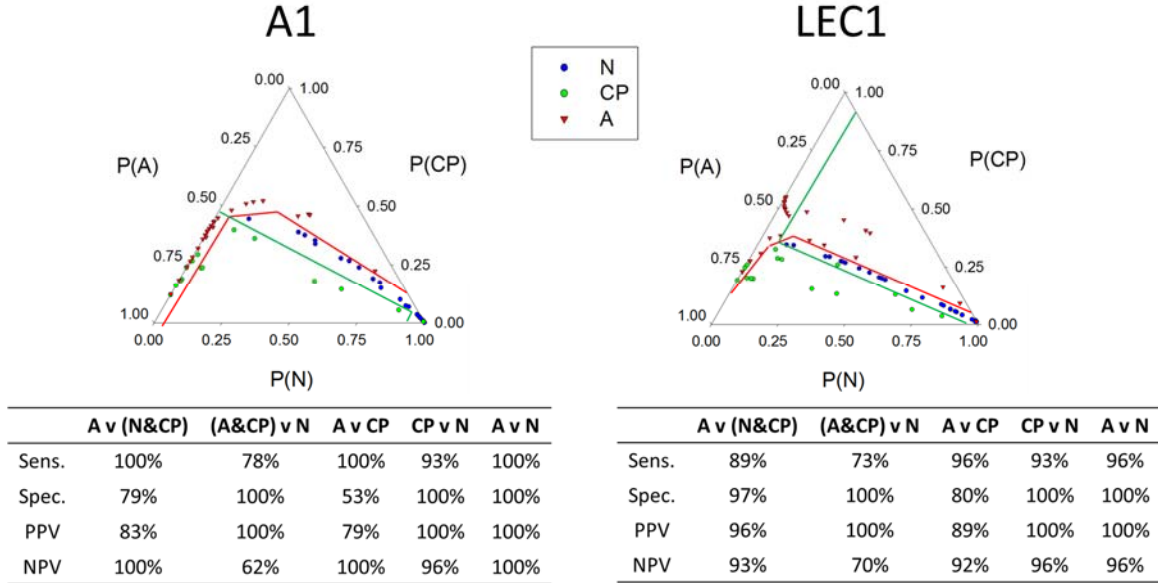 A1
LEC1
N
CP
A
0.00 1.00
0.25 0.75
P(A) P(CP)
0.50 0.50
0.75 0.25
1.00 0.00
0.00 0.25 0.50 0.75 1.00
P(N)
0.00 1.00
0.25 0.75
P(A) P(CP)
0.50 0.50
0.75 0.25
1.00 0.00
0.00 0.25 0.50 0.75 1.00
P(N)
A v (N&CP) (A&CP) v N A v CP CP v N A v N
Sens. 100% 78% 100% 93% 100%
Spec. 79% 100% 53% 100% 100%
PPV 83% 100% 79% 100% 100%
NPV 100% 62% 100% 96% 100%
A v (N&CP) (A&CP) v N A v CP CP v N A v N
Sens. 89% 73% 96% 93% 96%
Spec. 97% 100% 80% 100% 100%
PPV 96% 100% 89% 100% 100%
NPV 93% 70% 92% 96% 96%